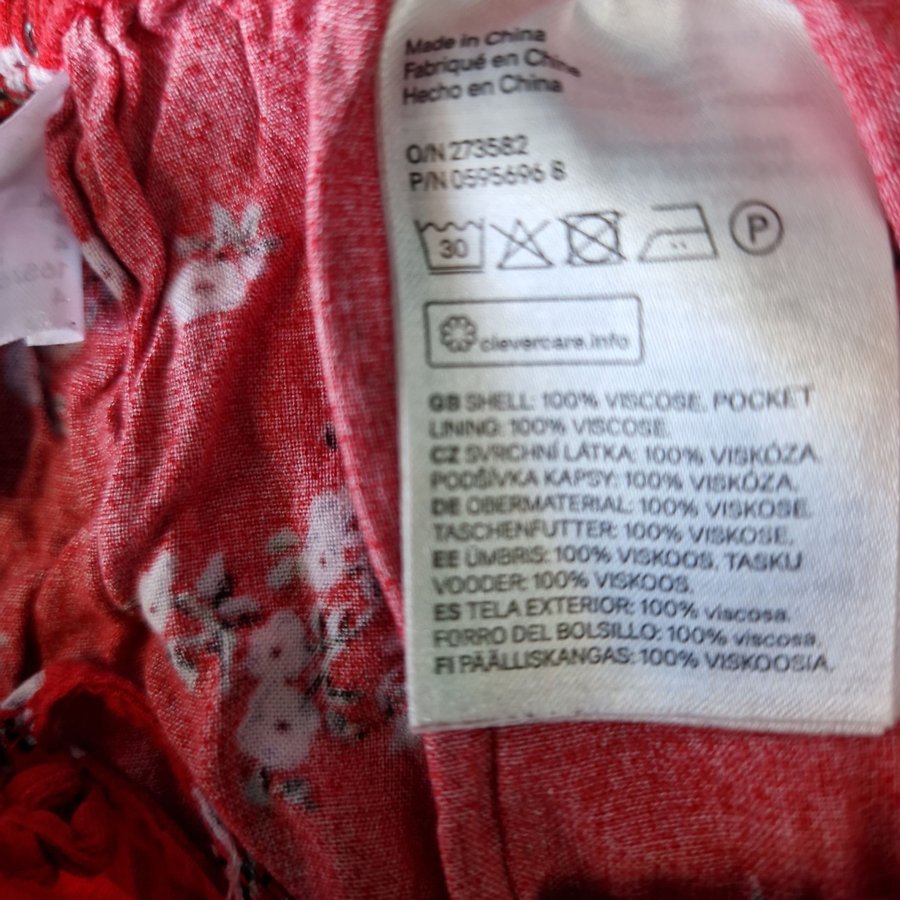 Made in China
Fabriqué en Chine
Hecho en China
O/N 273582
P/N 0595696 8
30
P
clevercare.info
GB SHELL: 100% VISCOSE. POCKET
LINING: 100% VISCOSE.
CZ SVRCHNÍ LÁTKA: 100% VISKÓZA.
PODŠÍVKA KAPSY: 100% VISKÓZA.
DE OBERMATERIAL: 100% VISKOSE.
TASCHENFUTTER: 100% VISKOSE.
EE ÜMBRIS: 100% VISKOOS. TASKU
VOODER: 100% VISKOOS.
ES TELA EXTERIOR: 100% viscosa.
FORRO DEL BOLSILLO: 100% viscosa.
FI PÄÄLLISKANGAS: 100% VISKOOSIA.